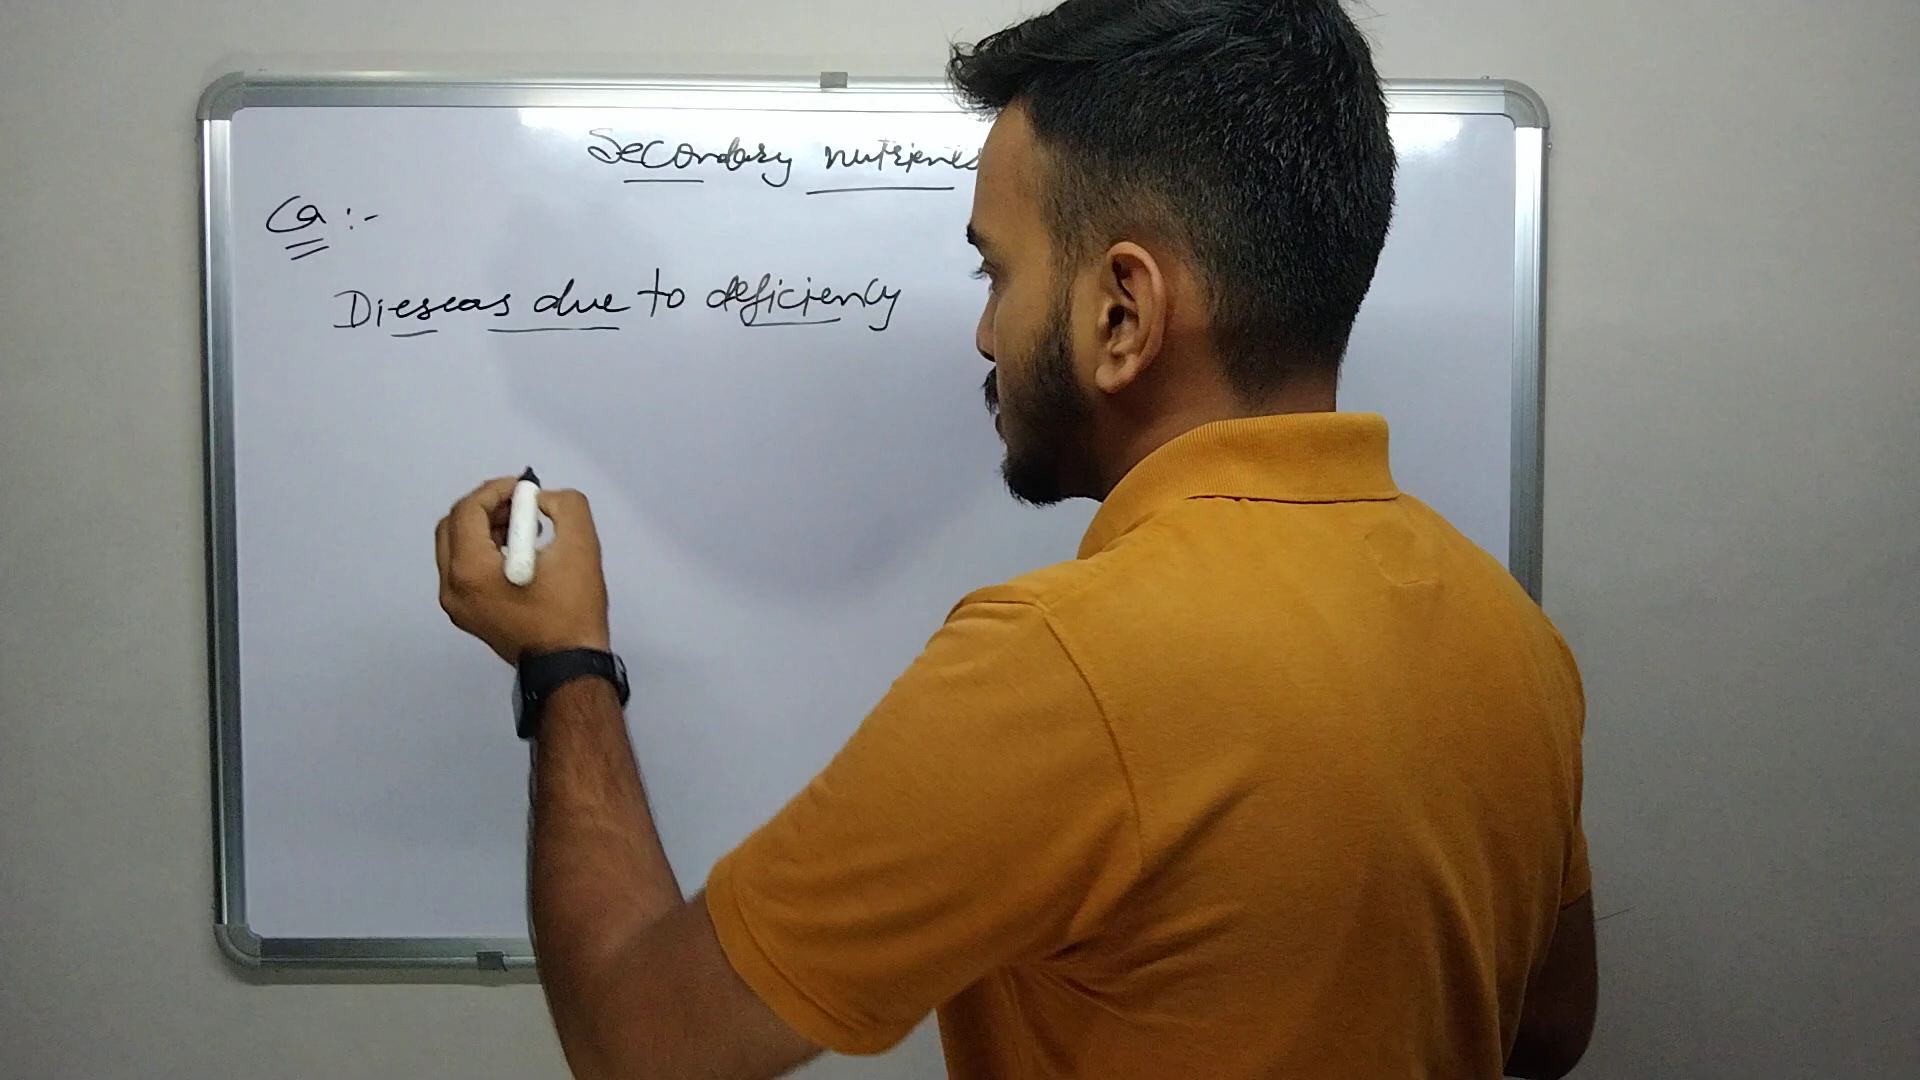 Secondary nutrients
Ca :-
Dieseas due to deficiency